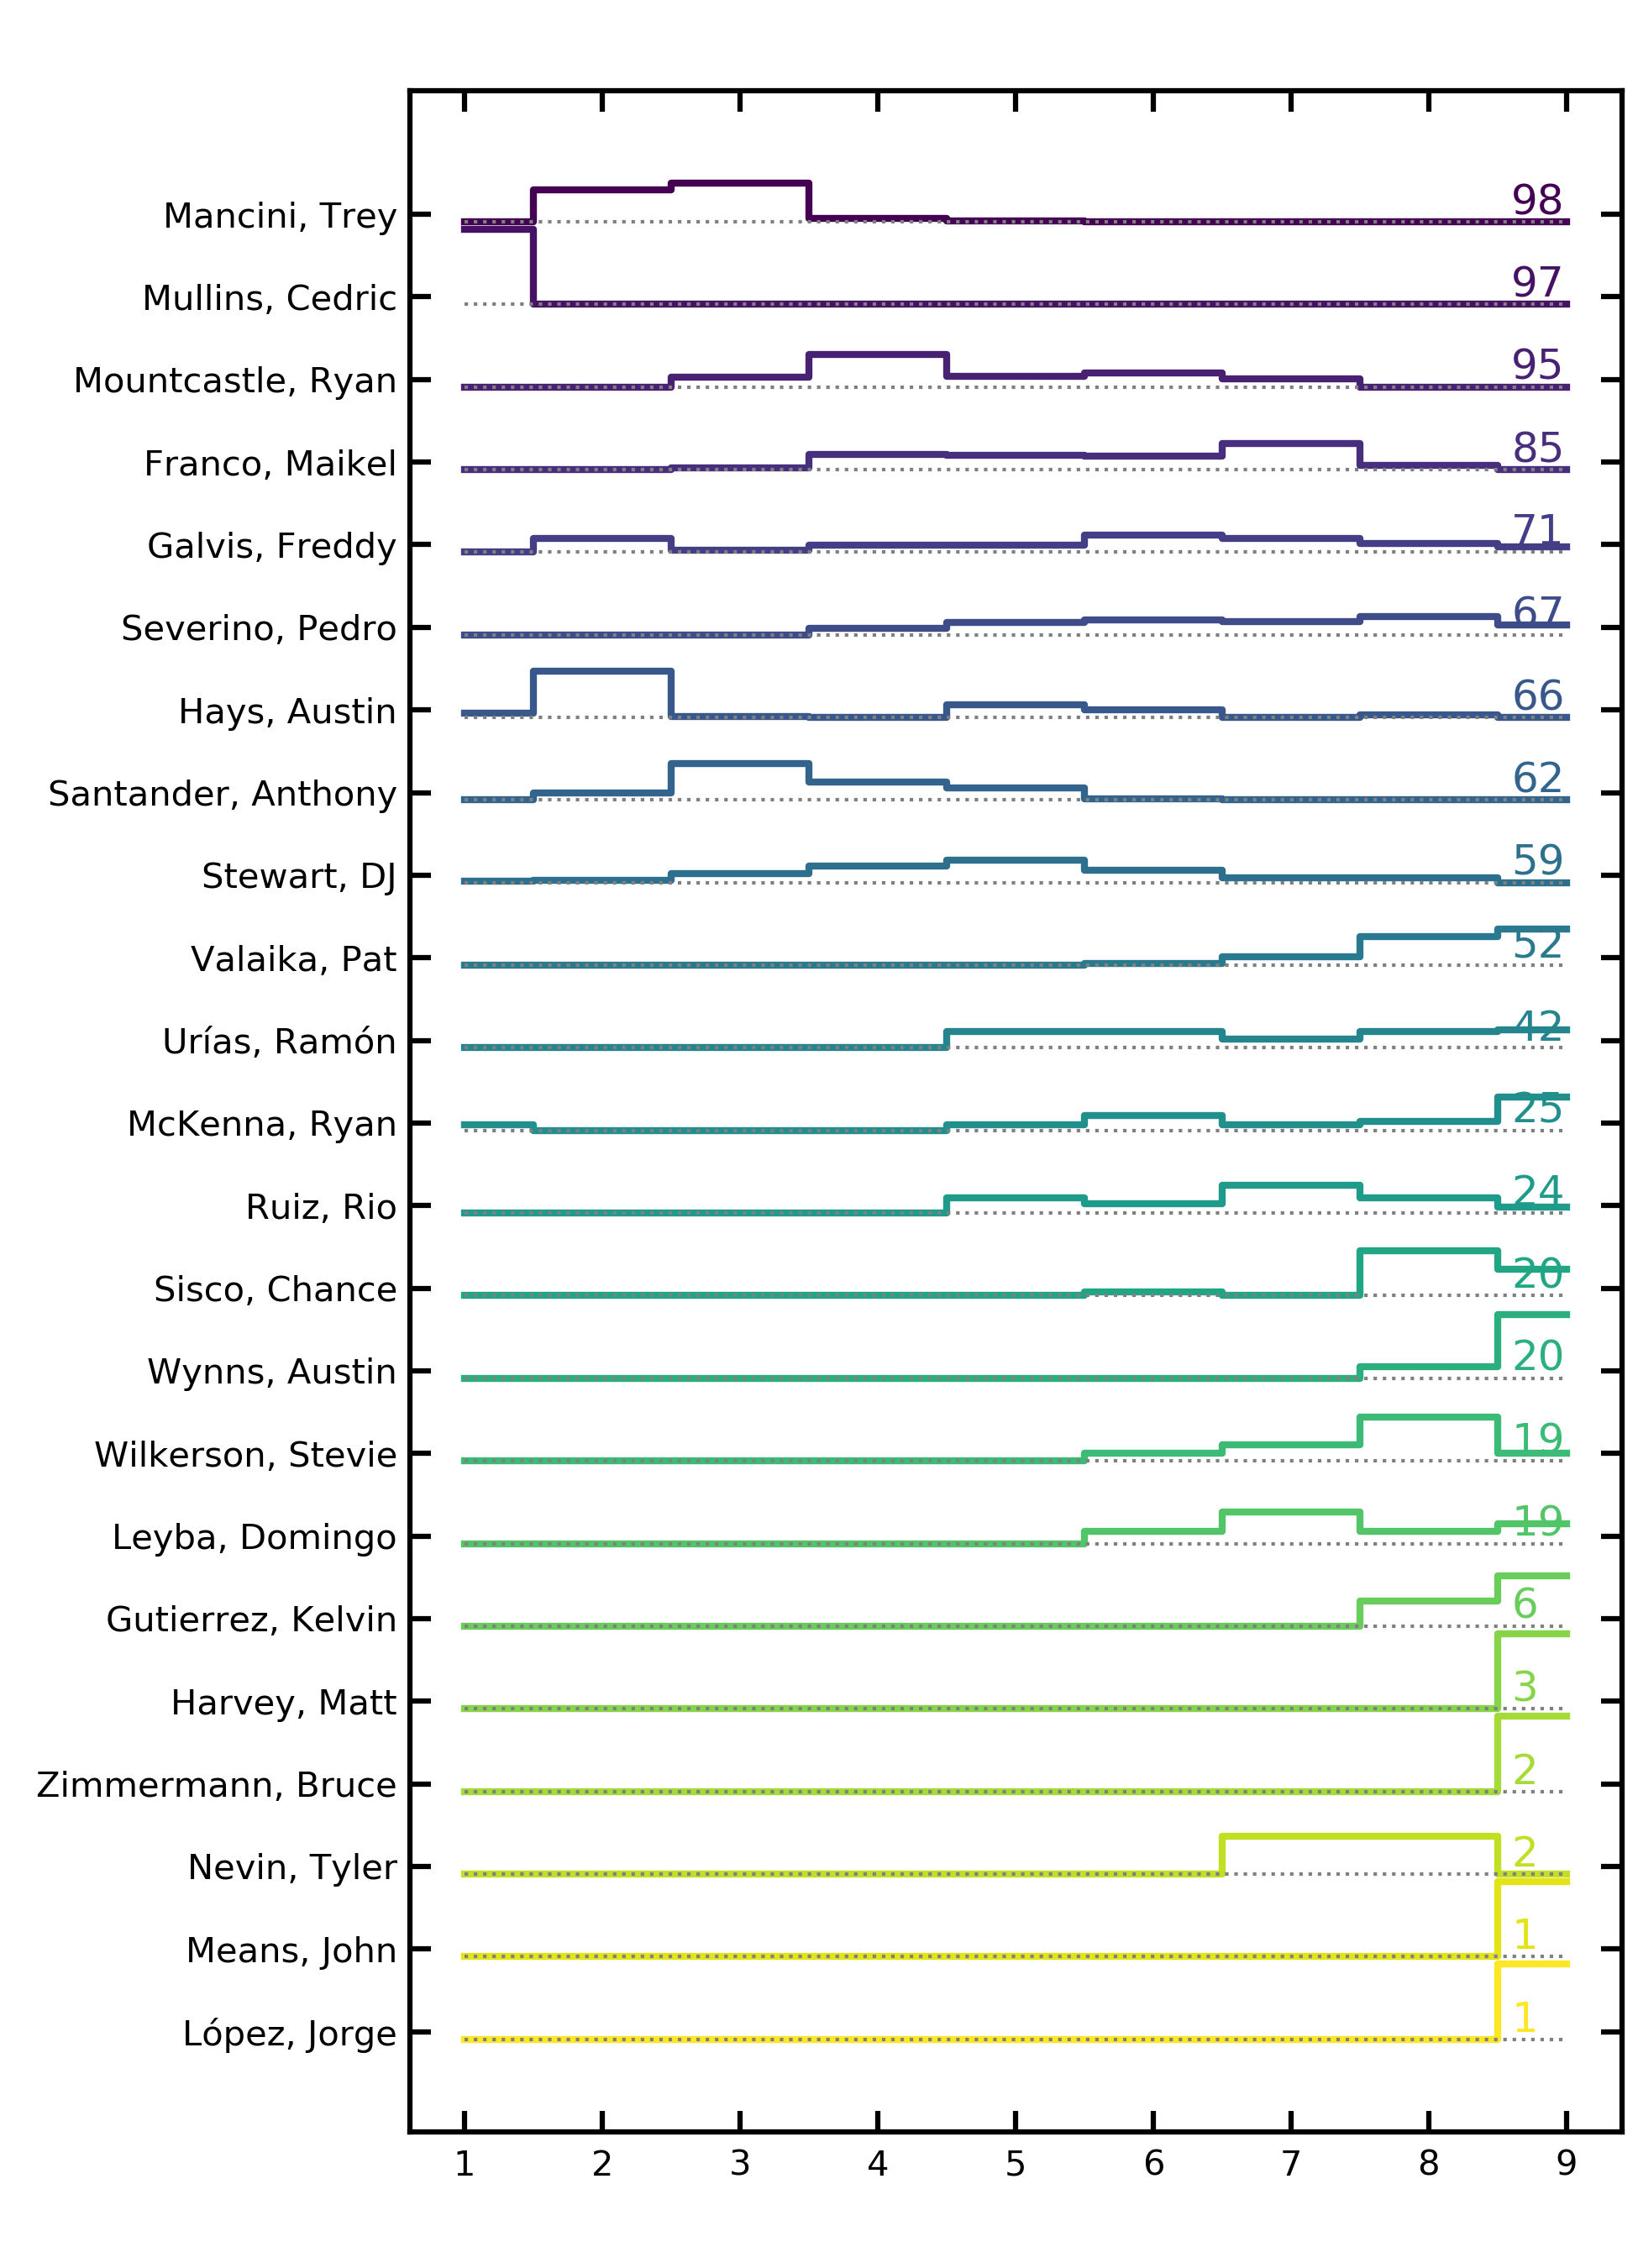 Mancini, Trey 98
Mullins, Cedric 97
Mountcastle, Ryan 95
Franco, Maikel 85
Galvis, Freddy 71
Severino, Pedro 67
Hays, Austin 66
Santander, Anthony 62
Stewart, DJ 59
Valaika, Pat 52
Urías, Ramón 42
McKenna, Ryan 25
Ruiz, Rio 24
Sisco, Chance 20
Wynns, Austin 20
Wilkerson, Stevie 19
Leyba, Domingo 19
Gutierrez, Kelvin 6
Harvey, Matt 3
Zimmermann, Bruce 2
Nevin, Tyler 2
Means, John 1
López, Jorge 1
1 2 3 4 5 6 7 8 9